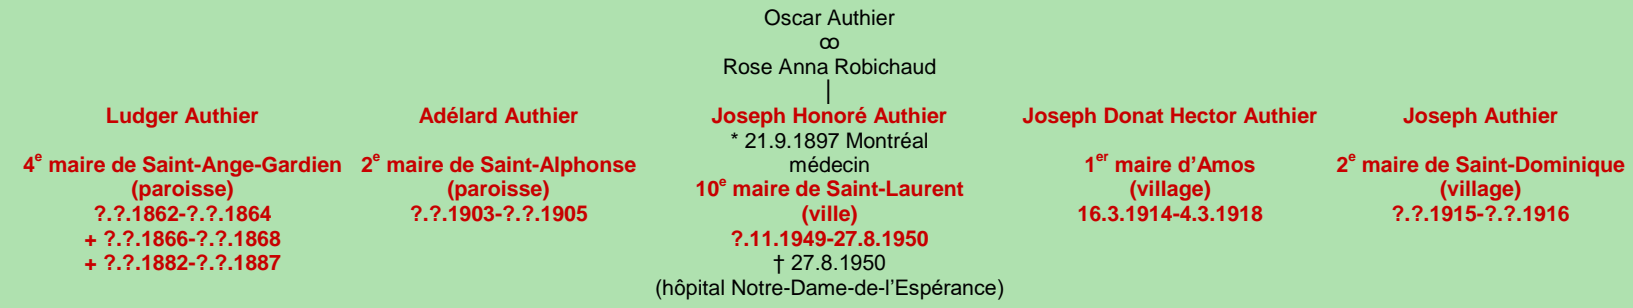 Oscar Authier
∞
Rose Anna Robichaud
Ludger Authier
4e maire de Saint-Ange-Gardien
(paroisse)
?.?.1862-?.?.1864
+ ?.?.1866-?.?.1868
+ ?.?.1882-?.?.1887
Adélard Authier
2e maire de Saint-Alphonse
(paroisse)
?.?.1903-?.?.1905
Joseph Honoré Authier
* 21.9.1897 Montréal
médecin
10e maire de Saint-Laurent
(ville)
?.11.1949-27.8.1950
† 27.8.1950
(hôpital Notre-Dame-de-l’Espérance)
Joseph Donat Hector Authier
1er maire d’Amos
(village)
16.3.1914-4.3.1918
Joseph Authier
2e maire de Saint-Dominique
(village)
?.?.1915-?.?.1916